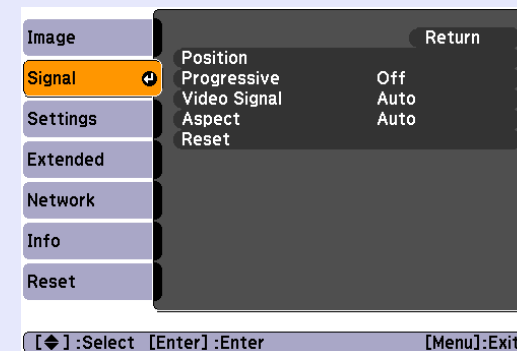 Image
Signal
Settings
Extended
Network
Info
Reset
Return
Position
Progressive Off
Video Signal Auto
Aspect Auto
Reset
[◆] :Select [Enter] :Enter [Menu]:Exit